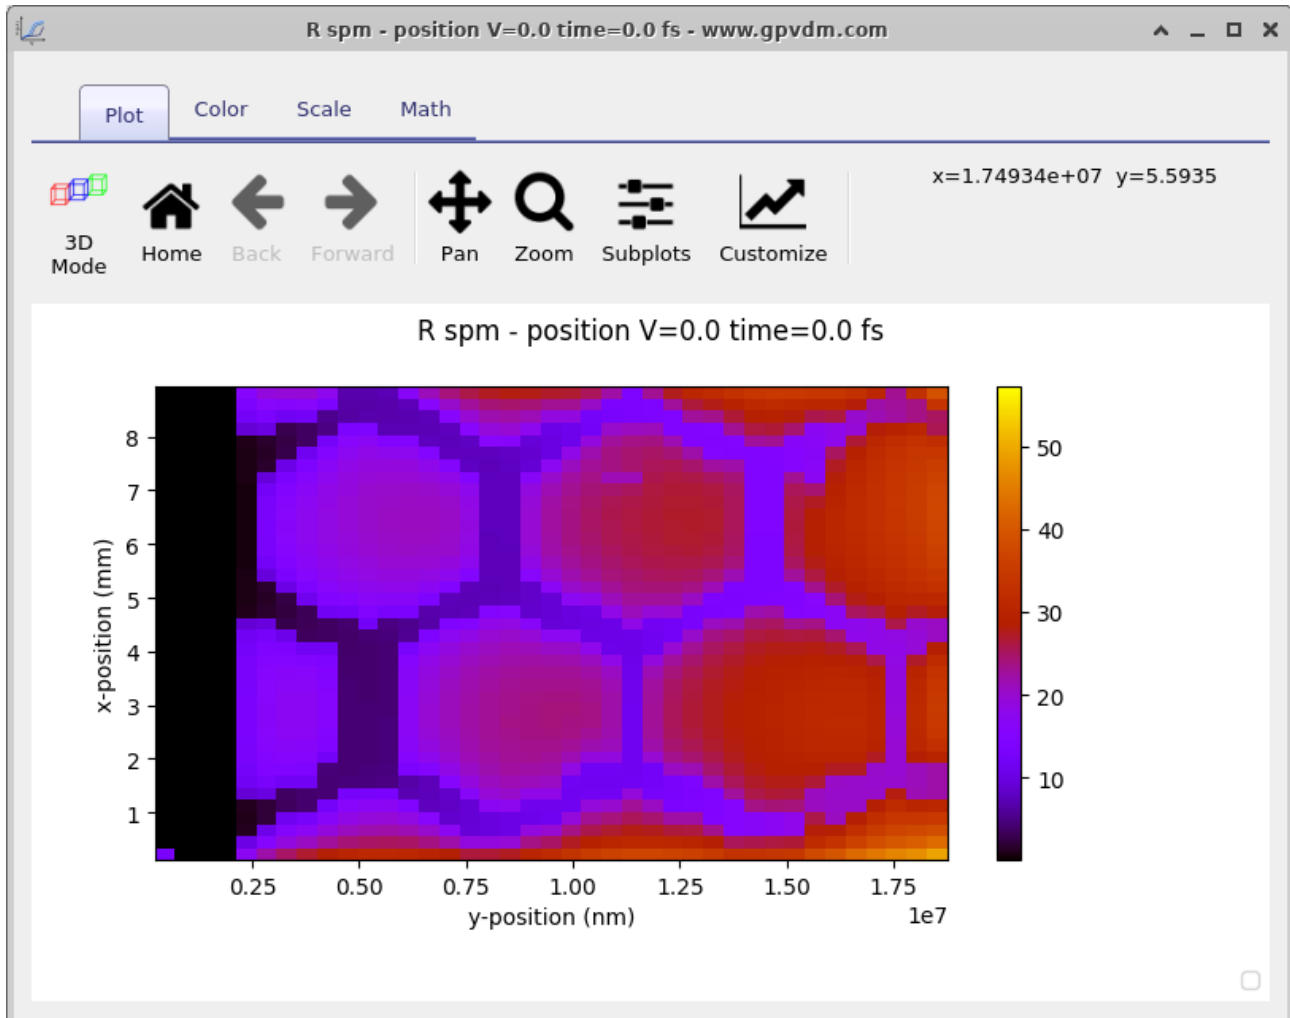 R spm - position V=0.0 time=0.0 fs - www.gpvdm.com
Plot Color Scale Math
x=1.74934e+07 y=5.5935
3D Mode
Home
Back
Forward
Pan
Zoom
Subplots
Customize
R spm - position V=0.0 time=0.0 fs
x-position (mm)
8
7
6
5
4
3
2
1
0.25 0.50 0.75 1.00 1.25 1.50 1.75
1e7
y-position (nm)
50
40
30
20
10